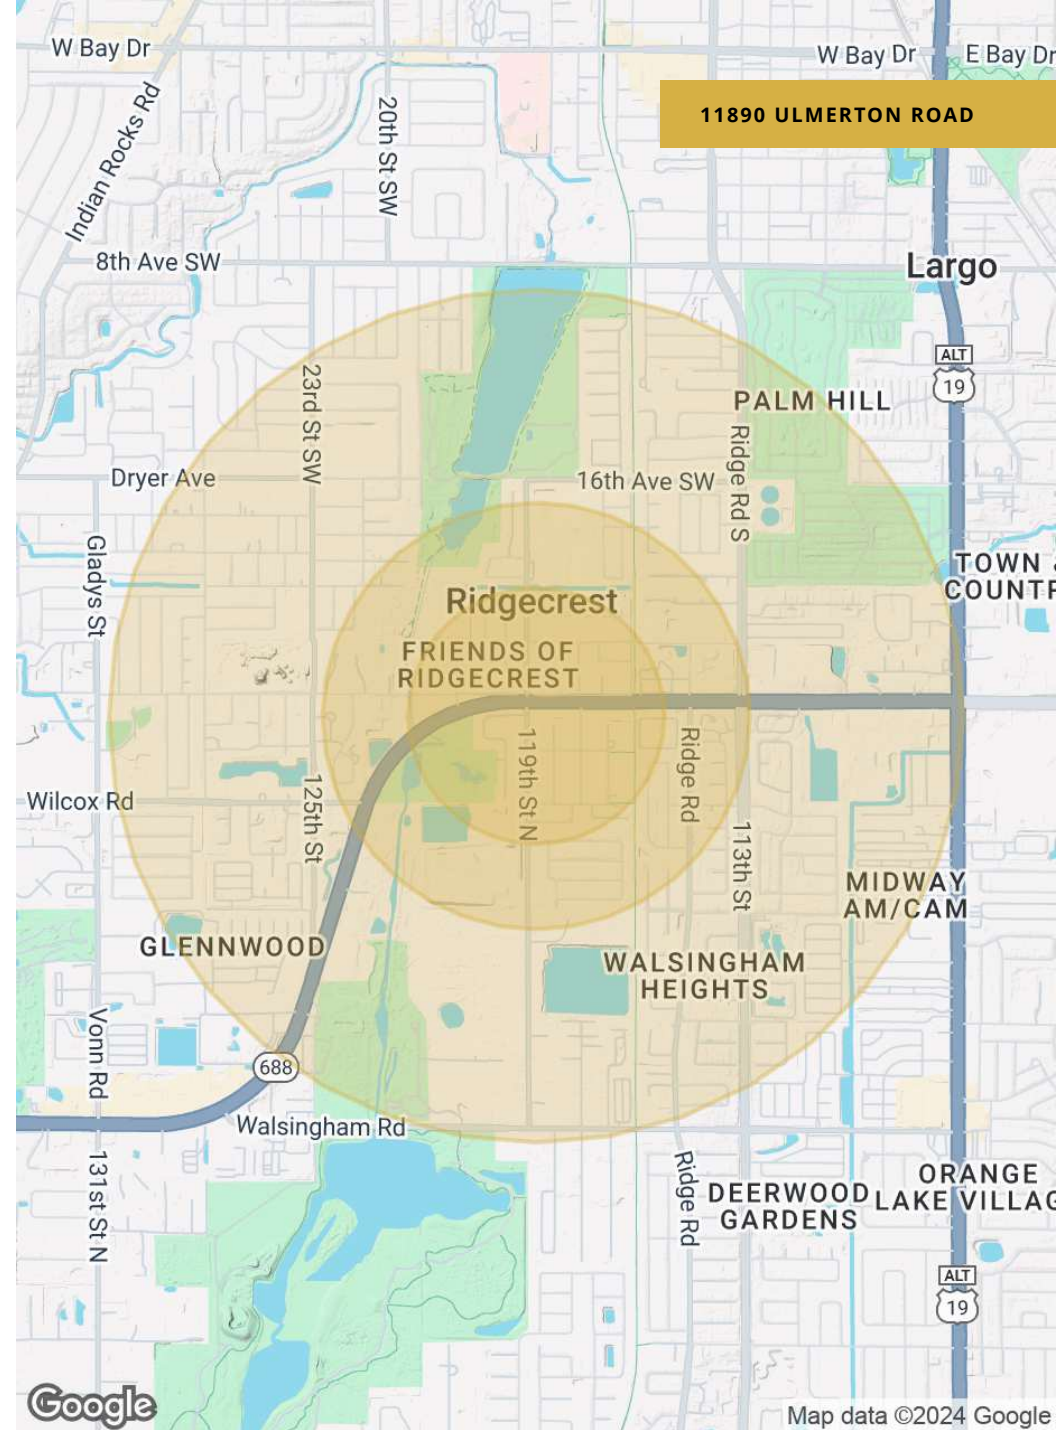 W Bay Dr
W Bay Dr
E Bay Dr
11890 ULMERTON ROAD
Indian Rocks Rd
20th St SW
8th Ave SW
Largo
ALT
19
23rd St SW
PALM HILL
Ridge Rd S
Dryer Ave
16th Ave SW
Gladys St
TOWN &
COUNTR
Ridgecrest
FRIENDS OF
RIDGECREST
119th St N
Ridge Rd
125th St
Wilcox Rd
113th St
MIDWAY
AM/CAM
GLENNWOOD
WALSINGHAM
HEIGHTS
Vonn Rd
688
Walsingham Rd
131st St N
Ridge Rd
DEERWOOD
GARDENS
ORANGE
LAKE VILLAG
ALT
19
Google
Map data ©2024 Google